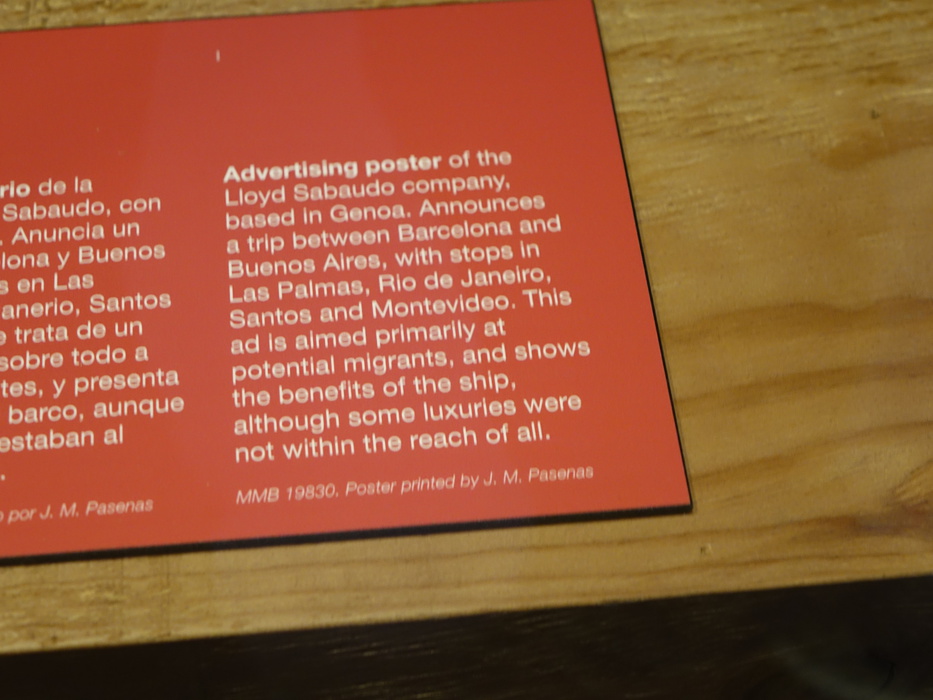 rio de la
Sabaudo, con
. Anuncia un
lona y Buenos
s en Las
anerio, Santos
e trata de un
sobre todo a
tes, y presenta
barco, aunque
estaban al
.
o por J. M. Pasenas
Advertising poster of the
Lloyd Sabaudo company,
based in Genoa. Announces
a trip between Barcelona and
Buenos Aires, with stops in
Las Palmas, Rio de Janeiro,
Santos and Montevideo. This
ad is aimed primarily at
potential migrants, and shows
the benefits of the ship,
although some luxuries were
not within the reach of all.
MMB 19830. Poster printed by J. M. Pasenas